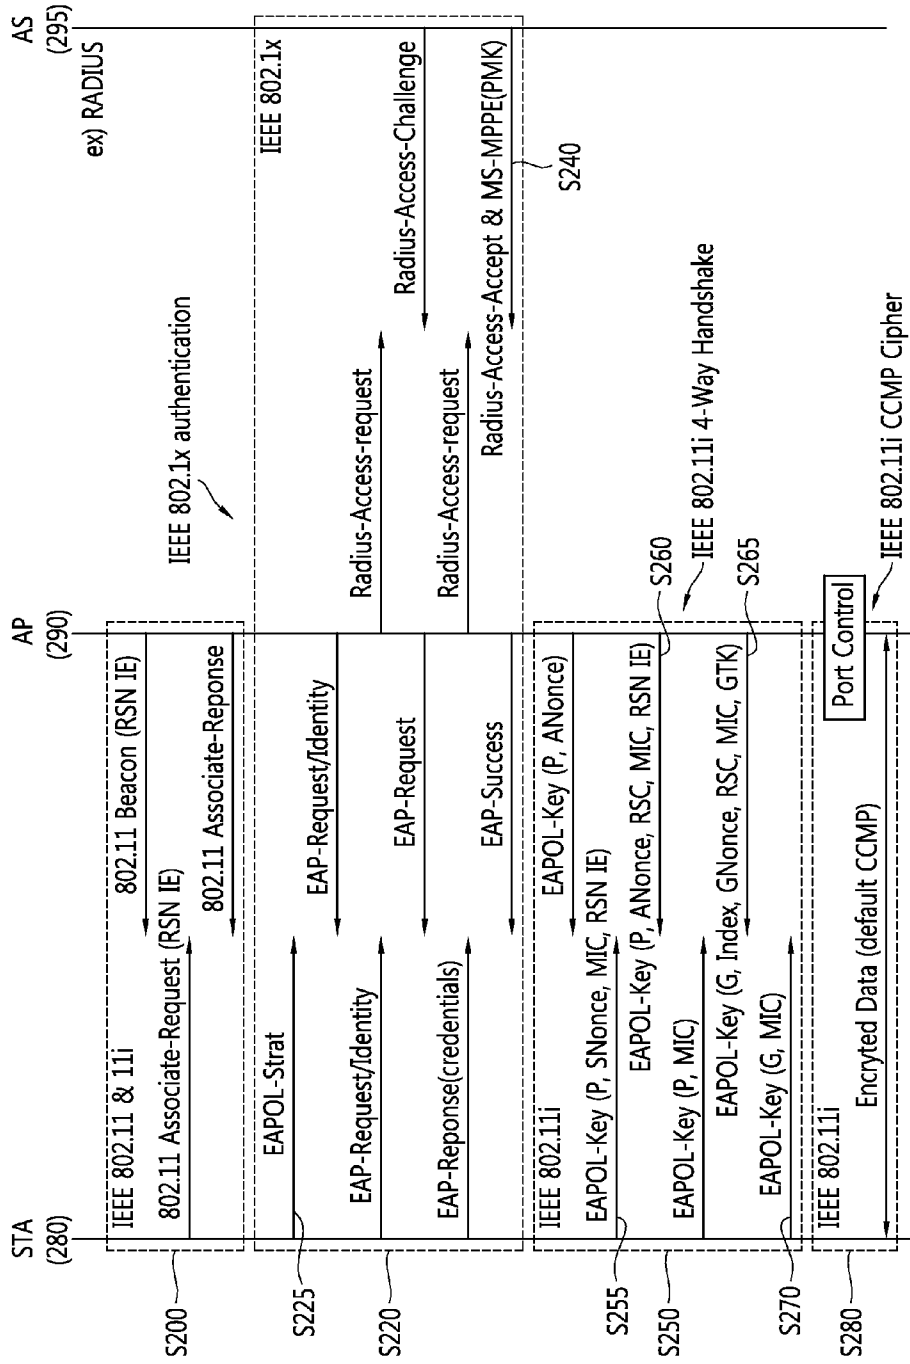 STA
(280)
AP
(290)
AS
(295)
ex) RADIUS
S200
IEEE 802.11 & 11i
802.11 Beacon (RSN IE)
802.11 Associate-Request (RSN IE)
802.11 Associate-Reponse
IEEE 802.1x authentication
IEEE 802.1x
S225
EAPOL-Strat
EAP-Request/Identity
S220
EAP-Request/Identity
Radius-Access-request
EAP-Request
Radius-Access-Challenge
EAP-Reponse(credentials)
Radius-Access-request
EAP-Success
Radius-Access-Accept & MS-MPPE(PMK)
S240
IEEE 802.11i
EAPOL-Key (P, ANonce)
S255
EAPOL-Key (P, SNonce, MIC, RSN IE)
EAPOL-Key (P, ANonce, RSC, MIC, RSN IE)
S260
S250
EAPOL-Key (P, MIC)
IEEE 802.11i 4-Way Handshake
EAPOL-Key (G, Index, GNonce, RSC, MIC, GTK)
S265
S270
EAPOL-Key (G, MIC)
S280
IEEE 802.11i
Port Control
Encryted Data (default CCMP)
IEEE 802.11i CCMP Cipher